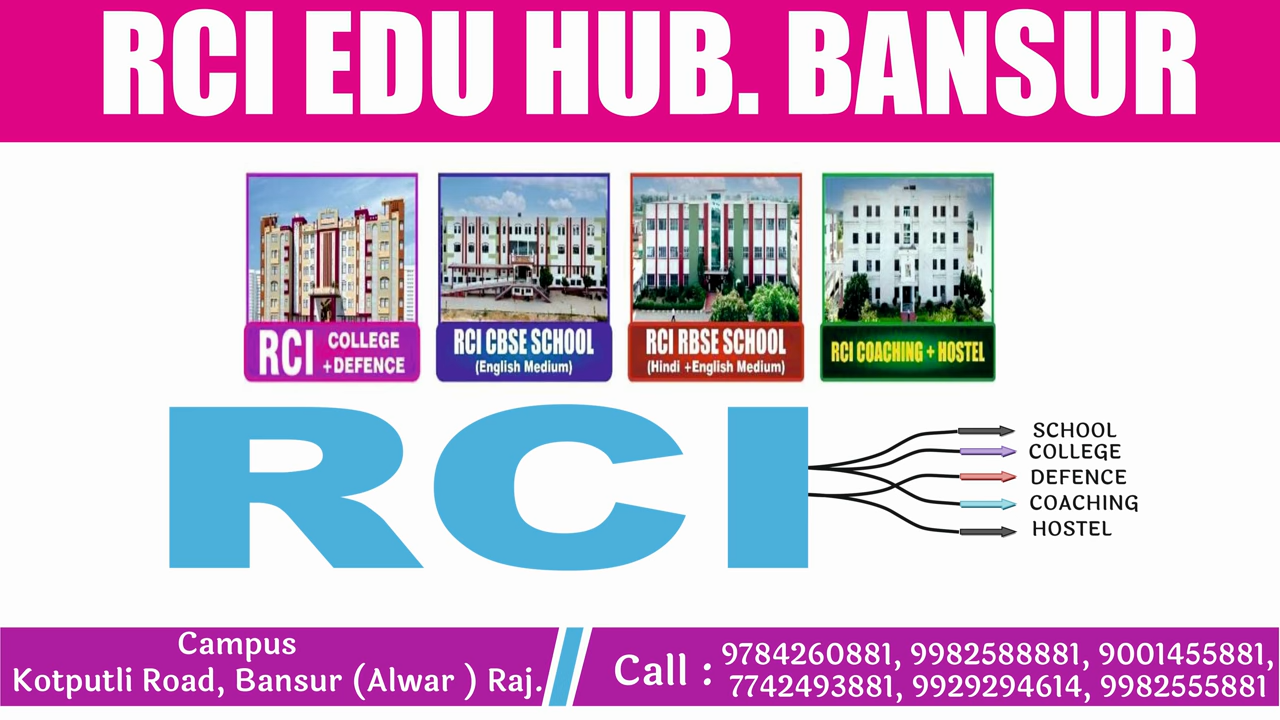 RCI EDU HUB. BANSUR
RCI COLLEGE
+DEFENCE
RCI CBSE SCHOOL
(English Medium)
RCI RBSE SCHOOL
(Hindi +English Medium)
RCI COACHING + HOSTEL
RCI
SCHOOL
COLLEGE
DEFENCE
COACHING
HOSTEL
Campus
Kotputli Road, Bansur (Alwar ) Raj.
Call : 9784260881, 9982588881, 9001455881,
7742493881, 9929294614, 9982555881